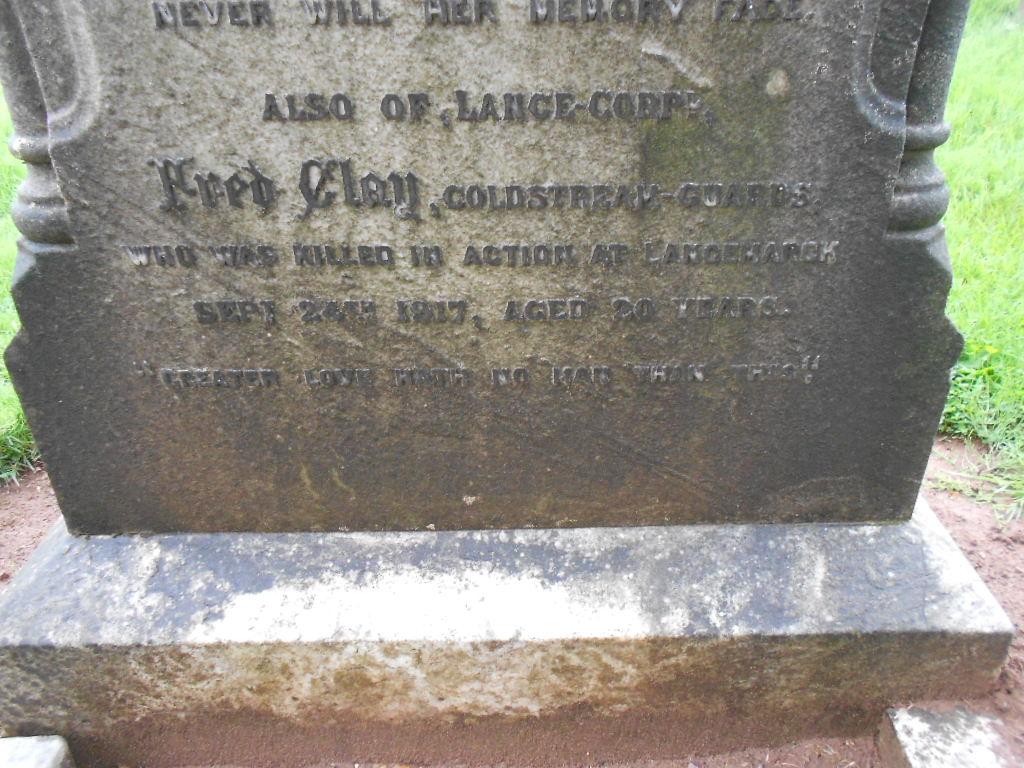 NEVER WILL HER MEMORY FADE.
ALSO OF, LANCE-CORPL,
Fred Clay, COLDSTREAM-GUARDS,
WHO WAS KILLED IN ACTION AT LANGEMARCK
SEPT 24TH 1917, AGED 20 YEARS.
"GREATER LOVE HATH NO MAN THAN THIS."